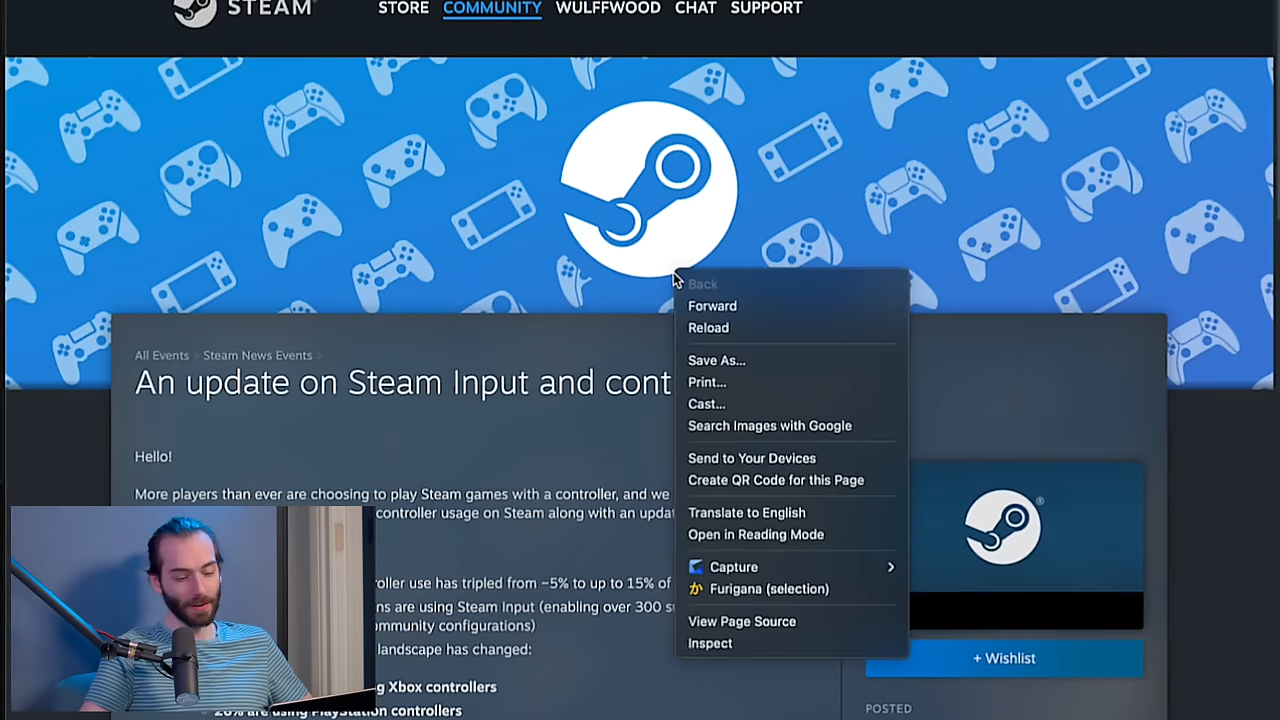 STEAM®
STORE COMMUNITY WULFFWOOD CHAT SUPPORT
All Events > Steam News Events >
An update on Steam Input and cont
Hello!
More players than ever are choosing to play Steam games with a controller, and we
controller usage on Steam along with an
oller use has tripled from ~5% to up to 15% of
are using Steam Input (enabling over 300
configurations)
landscape has changed:
Xbox controllers
are using PlayStation controllers
Back
Forward
Reload
Save As...
Print...
Cast...
Search Images with Google
Send to Your Devices
Create QR Code for this Page
Translate to English
Open in Reading Mode
Capture
か Furigana (selection)
View Page Source
Inspect
®
+ Wishlist
POSTED